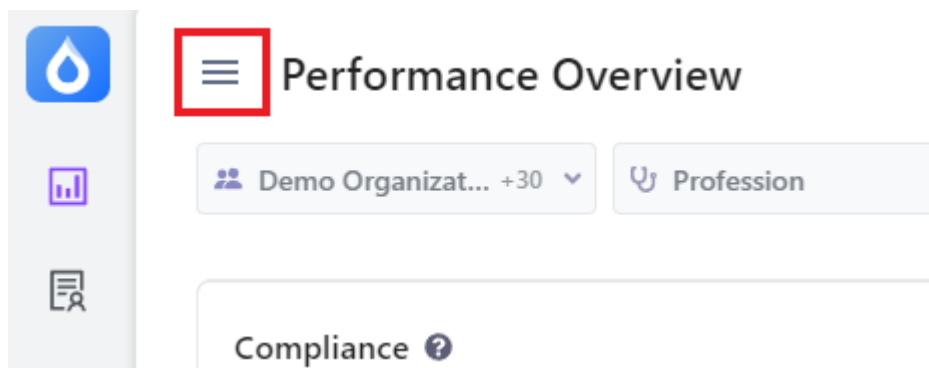 Performance Overview
Demo Organizat... +30 Profession
Compliance